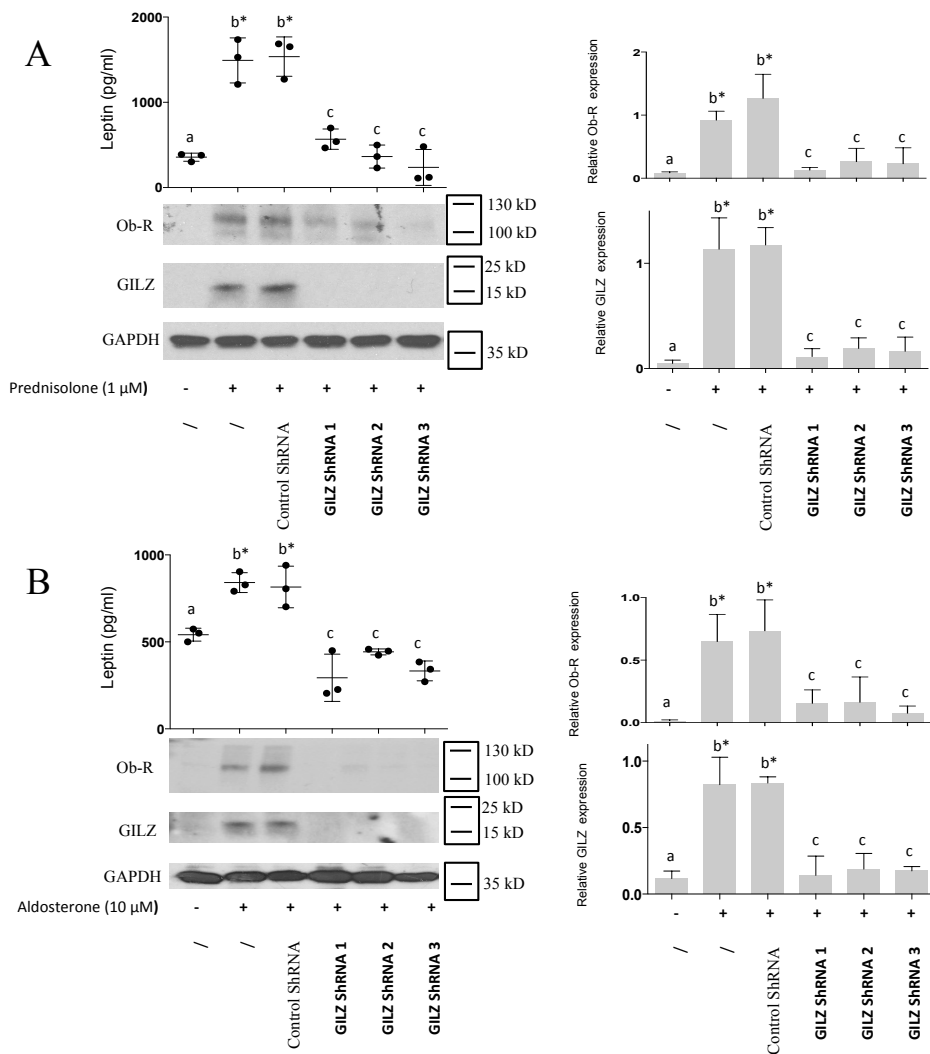 A
Leptin (pg/ml)
2000
1000
0
a
b*
b*
c
c
c
Ob-R
130 kD
100 kD
GILZ
25 kD
15 kD
GAPDH
35 kD
Prednisolone (1 µM)
- + + + + +
/ / Control ShRNA GILZ ShRNA 1 GILZ ShRNA 2 GILZ ShRNA 3
Relative Ob-R expression
2
1
0
a
b*
b*
c
c
c
Relative GILZ expression
1
0
a
b*
b*
c
c
c
- + + + + +
/ / Control ShRNA GILZ ShRNA 1 GILZ ShRNA 2 GILZ ShRNA 3
B
Leptin (pg/ml)
1000
500
0
a
b*
b*
c
c
c
Ob-R
130 kD
100 kD
GILZ
25 kD
15 kD
GAPDH
35 kD
Aldosterone (10 µM)
- + + + + +
/ / Control ShRNA GILZ ShRNA 1 GILZ ShRNA 2 GILZ ShRNA 3
Relative Ob-R expression
1.0
0.5
0.0
a
b*
b*
c
c
c
Relative GILZ expression
1.0
0.5
0.0
a
b*
b*
c
c
c
- + + + + +
/ / Control ShRNA GILZ ShRNA 1 GILZ ShRNA 2 GILZ ShRNA 3